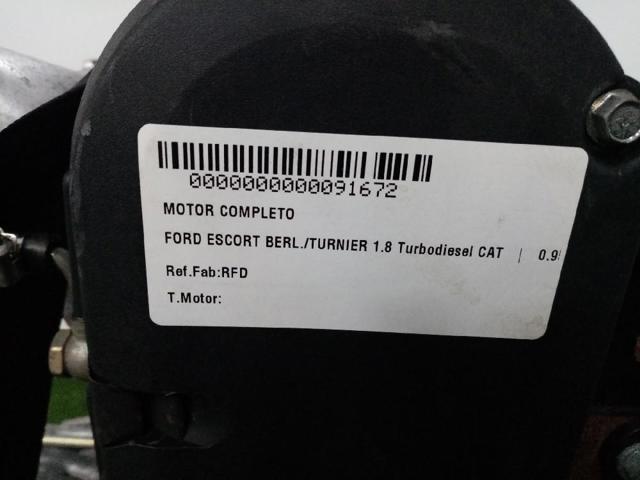 0000000000091672
MOTOR COMPLETO
FORD ESCORT BERL./TURNIER 1.8 Turbodiesel CAT | 0.9
Ref.Fab:RFD
T.Motor: